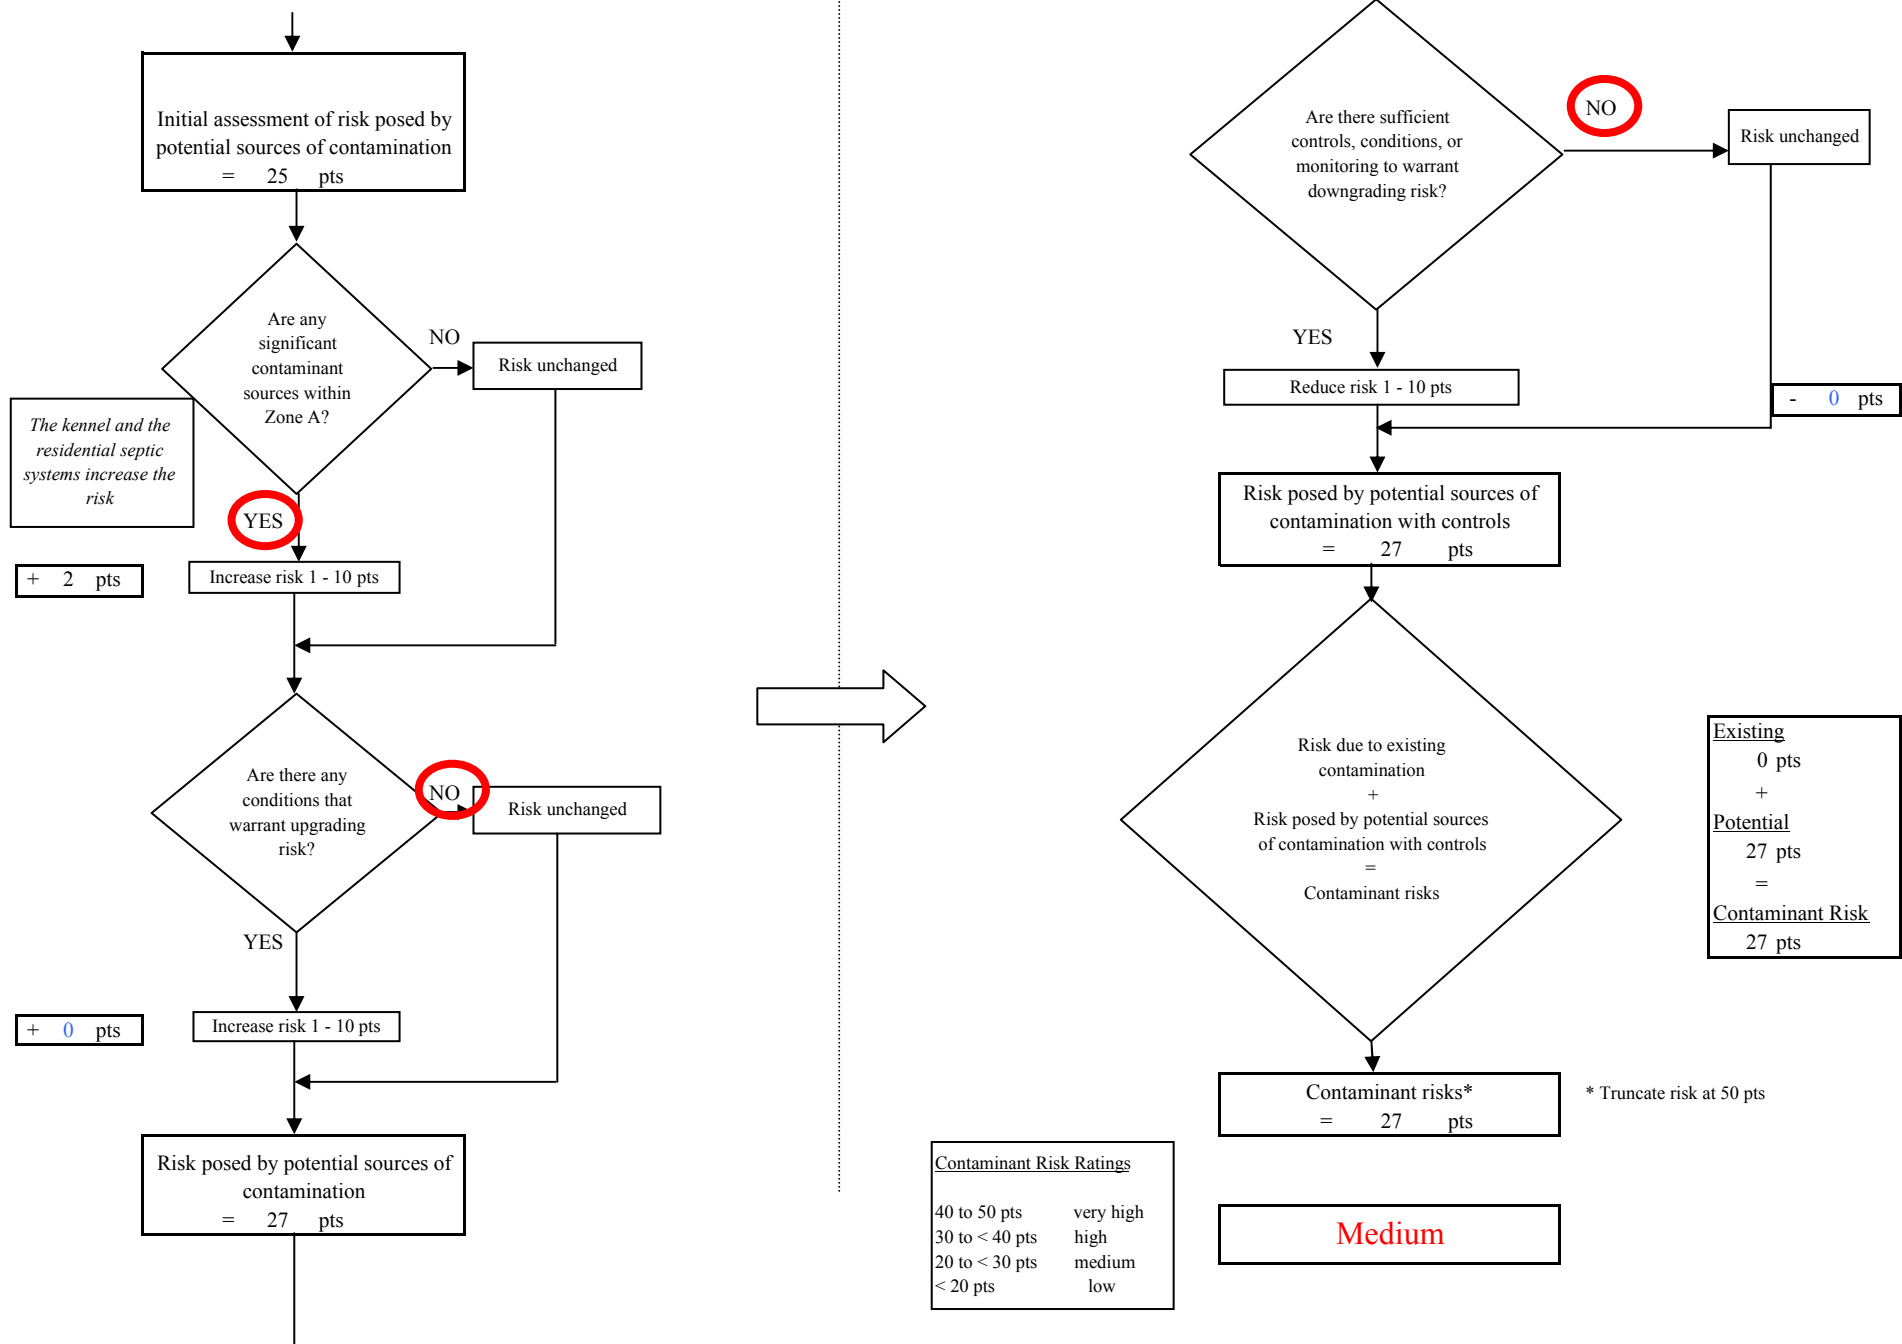 Initial assessment of risk posed by
potential sources of contamination
= 25 pts
Are any
significant
contaminant
sources within
Zone A?
NO
Risk unchanged
The kennel and the
residential septic
systems increase the
risk
YES
+ 2 pts
Increase risk 1 - 10 pts
Are there any
conditions that
warrant upgrading
risk?
NO
Risk unchanged
YES
+ 0 pts
Increase risk 1 - 10 pts
Risk posed by potential sources of
contamination
= 27 pts
Are there sufficient
controls, conditions, or
monitoring to warrant
downgrading risk?
NO
Risk unchanged
YES
Reduce risk 1 - 10 pts
- 0 pts
Risk posed by potential sources of
contamination with controls
= 27 pts
Risk due to existing
contamination
+
Risk posed by potential sources
of contamination with controls
=
Contaminant risks
Existing
0 pts
+
Potential
27 pts
=
Contaminant Risk
27 pts
Contaminant risks*
= 27 pts
* Truncate risk at 50 pts
Contaminant Risk Ratings
40 to 50 pts very high
30 to < 40 pts high
20 to < 30 pts medium
< 20 pts low
Medium